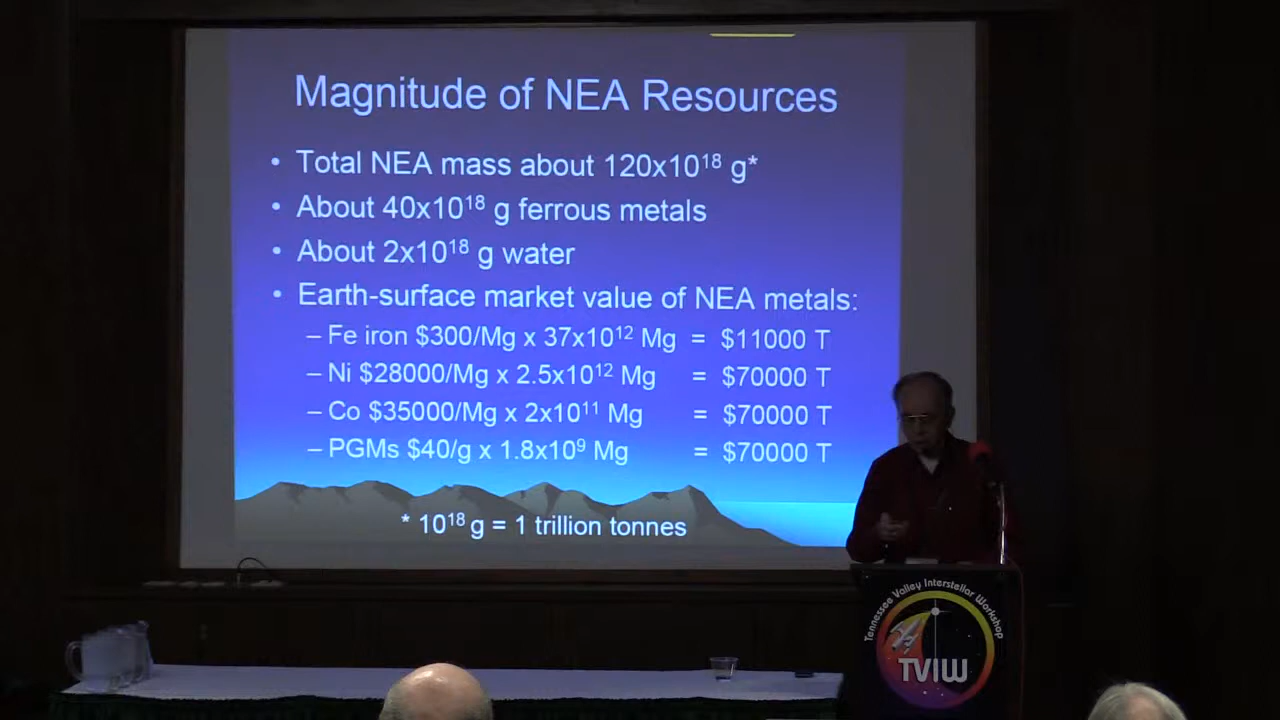 Magnitude of NEA Resources
• Total NEA mass about 120x10¹⁸ g*
• About 40x10¹⁸ g ferrous metals
• About 2x10¹⁸ g water
• Earth-surface market value of NEA metals:
– Fe iron $300/Mg x 37x10¹² Mg = $11000 T
– Ni $28000/Mg x 2.5x10¹² Mg = $70000 T
– Co $35000/Mg x 2x10¹¹ Mg = $70000 T
– PGMs $40/g x 1.8x10⁹ Mg = $70000 T
* 10¹⁸ g = 1 trillion tonnes
Tennessee Valley Interstellar Workshop
TVIW